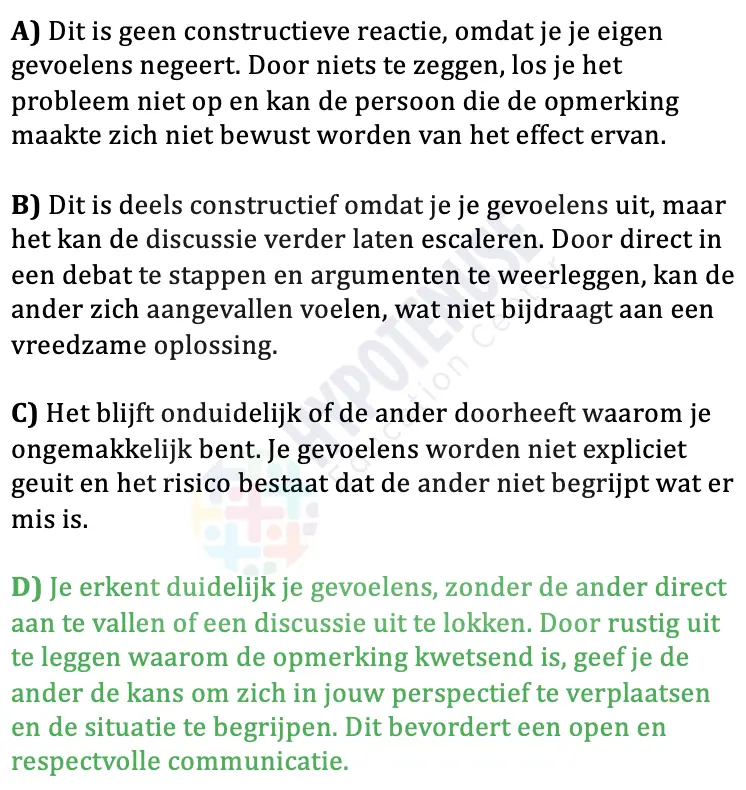 A) Dit is geen constructieve reactie, omdat je je eigen
gevoelens negeert. Door niets te zeggen, los je het
probleem niet op en kan de persoon die de opmerking
maakte zich niet bewust worden van het effect ervan.
B) Dit is deels constructief omdat je je gevoelens uit, maar
het kan de discussie verder laten escaleren. Door direct in
een debat te stappen en argumenten te weerleggen, kan de
ander zich aangevallen voelen, wat niet bijdraagt aan een
vreedzame oplossing.
C) Het blijft onduidelijk of de ander doorheeft waarom je
ongemakkelijk bent. Je gevoelens worden niet expliciet
geuit en het risico bestaat dat de ander niet begrijpt wat er
mis is.
D) Je erkent duidelijk je gevoelens, zonder de ander direct
aan te vallen of een discussie uit te lokken. Door rustig uit
te leggen waarom de opmerking kwetsend is, geef je de
ander de kans om zich in jouw perspectief te verplaatsen
en de situatie te begrijpen. Dit bevordert een open en
respectvolle communicatie.
HYPOTENUSE
Education Center